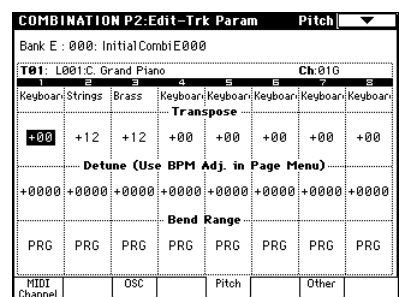 COMBINATION P2:Edit-Trk Param Pitch
Bank E : 000: InitialCombiE000
T01: L001:C. Grand Piano Ch:01G
1 2 3 4 5 6 7 8
Keyboar Strings Brass Keyboar Keyboar Keyboar Keyboar Keyboar
Transpose
+00 +12 +12 +00 +00 +00 +00 +00
Detune (Use BPM Adj. in Page Menu)
+0000 +0000 +0000 +0000 +0000 +0000 +0000 +0000
Bend Range
PRG PRG PRG PRG PRG PRG PRG PRG
MIDI Channel OSC Pitch Other